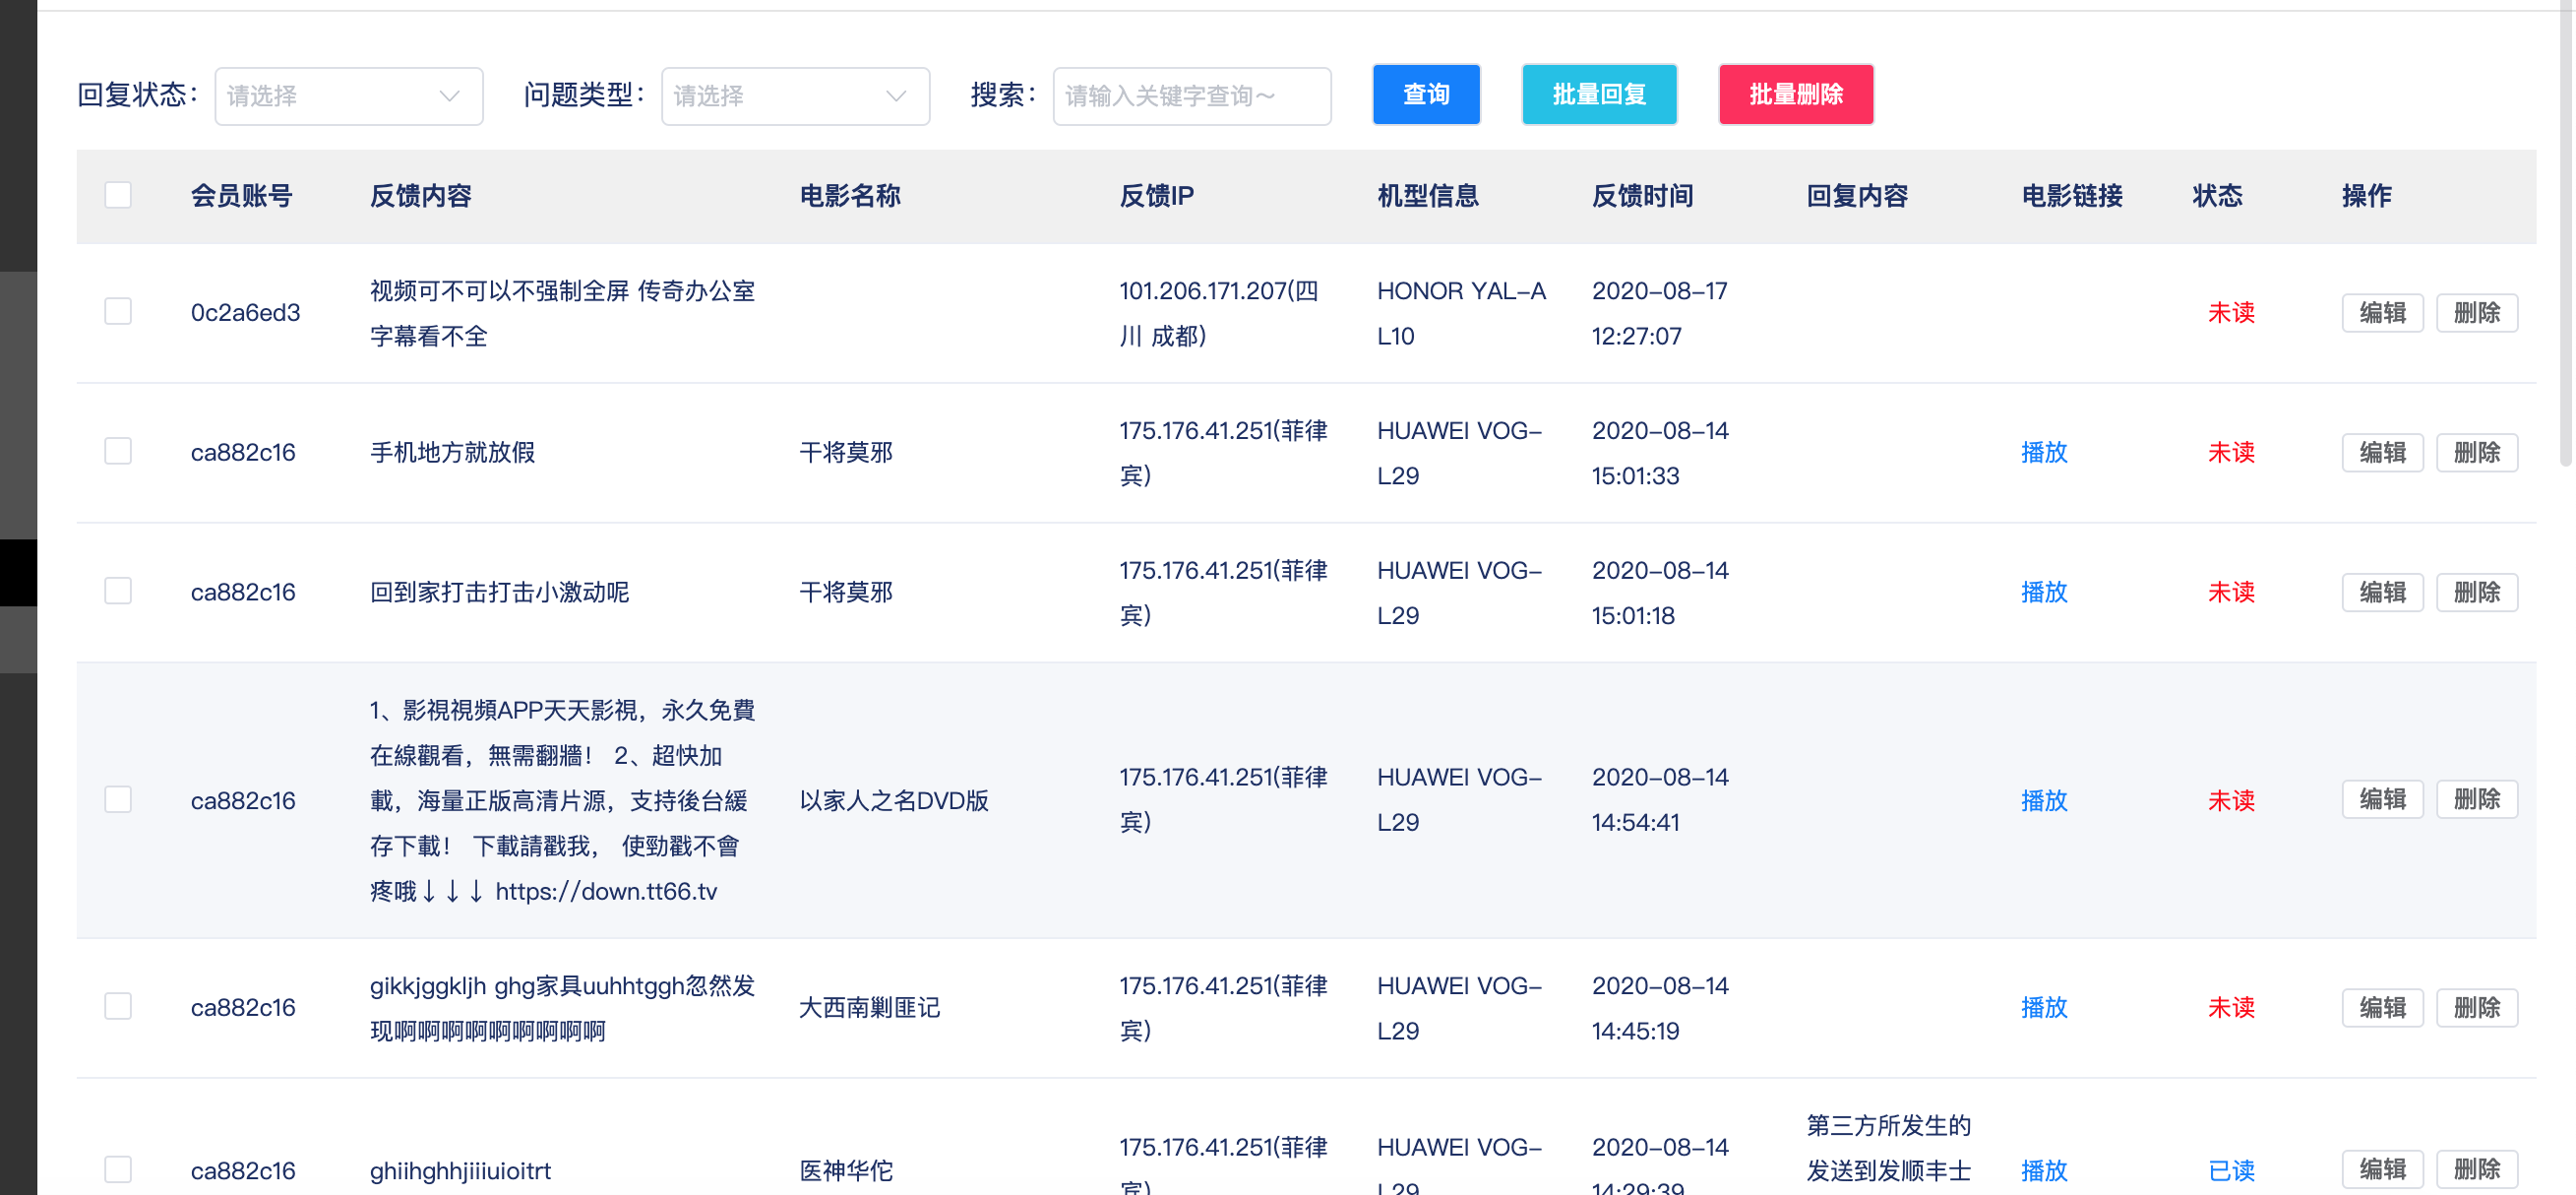 回复状态： 请选择 问题类型： 请选择 搜索： 请输入关键字查询～ 查询 批量回复 批量删除
会员账号 反馈内容 电影名称 反馈IP 机型信息 反馈时间 回复内容 电影链接 状态 操作
视频可不可以不强制全屏 传奇办公室 101.206.171.207(四 HONOR YAL-A 2020-08-17
0c2a6ed3 未读 编辑 删除
字幕看不全 川 成都) L10 12:27:07
175.176.41.251(菲律 HUAWEI VOG- 2020-08-14
ca882c16 手机地方就放假 干将莫邪 播放 未读 编辑 删除
宾) L29 15:01:33
175.176.41.251(菲律 HUAWEI VOG- 2020-08-14
ca882c16 回到家打击打击小激动呢 干将莫邪 播放 未读 编辑 删除
宾) L29 15:01:18
1、影視視頻APP天天影視，永久免費
在線觀看，無需翻牆！ 2、超快加
175.176.41.251(菲律 HUAWEI VOG- 2020-08-14
ca882c16 載，海量正版高清片源，支持後台緩 以家人之名DVD版 播放 未读 编辑 删除
宾) L29 14:54:41
存下載！ 下載請戳我， 使勁戳不會
疼哦↓↓↓ https://down.tt66.tv
gikkjggkljh ghg家具uuhhtggh忽然发 175.176.41.251(菲律 HUAWEI VOG- 2020-08-14
ca882c16 大西南剿匪记 播放 未读 编辑 删除
现啊啊啊啊啊啊啊啊啊 宾) L29 14:45:19
第三方所发生的
175.176.41.251(菲律 HUAWEI VOG- 2020-08-14
ca882c16 ghiihghhjiiiuioitrt 医神华佗 发送到发顺丰士 播放 已读 编辑 删除
宾) L29 14:29:39